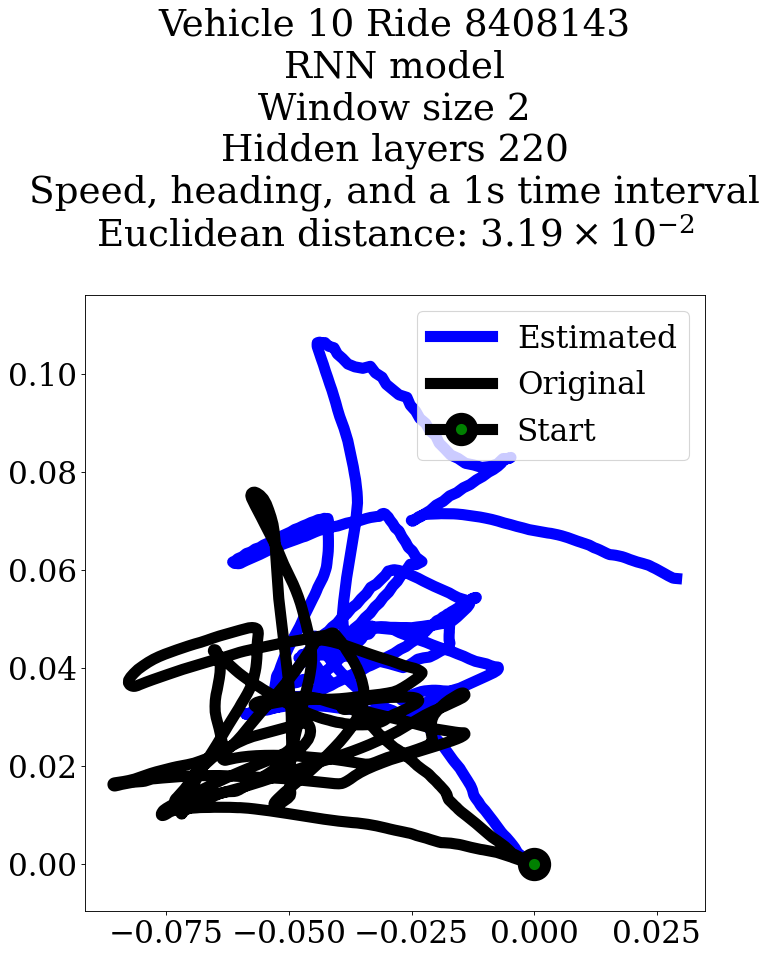 Vehicle 10 Ride 8408143
RNN model
Window size 2
Hidden layers 220
Speed, heading, and a 1s time interval
Euclidean distance: 3.19 × 10⁻²
Estimated
Original
Start
0.10
0.08
0.06
0.04
0.02
0.00
−0.075 −0.050 −0.025 0.000 0.025